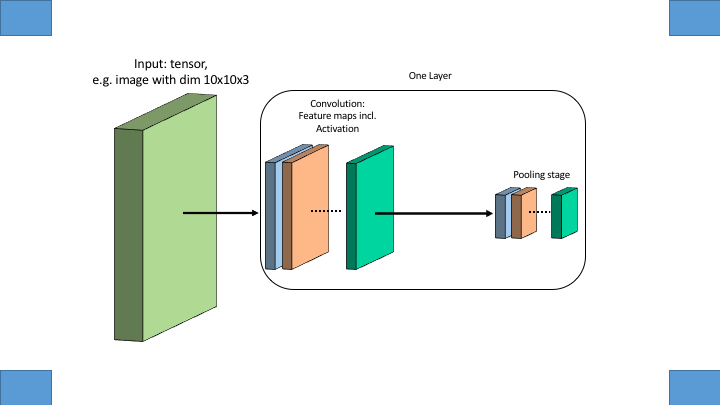 Input: tensor,
e.g. image with dim 10x10x3
One Layer
Convolution:
Feature maps incl.
Activation
Pooling stage